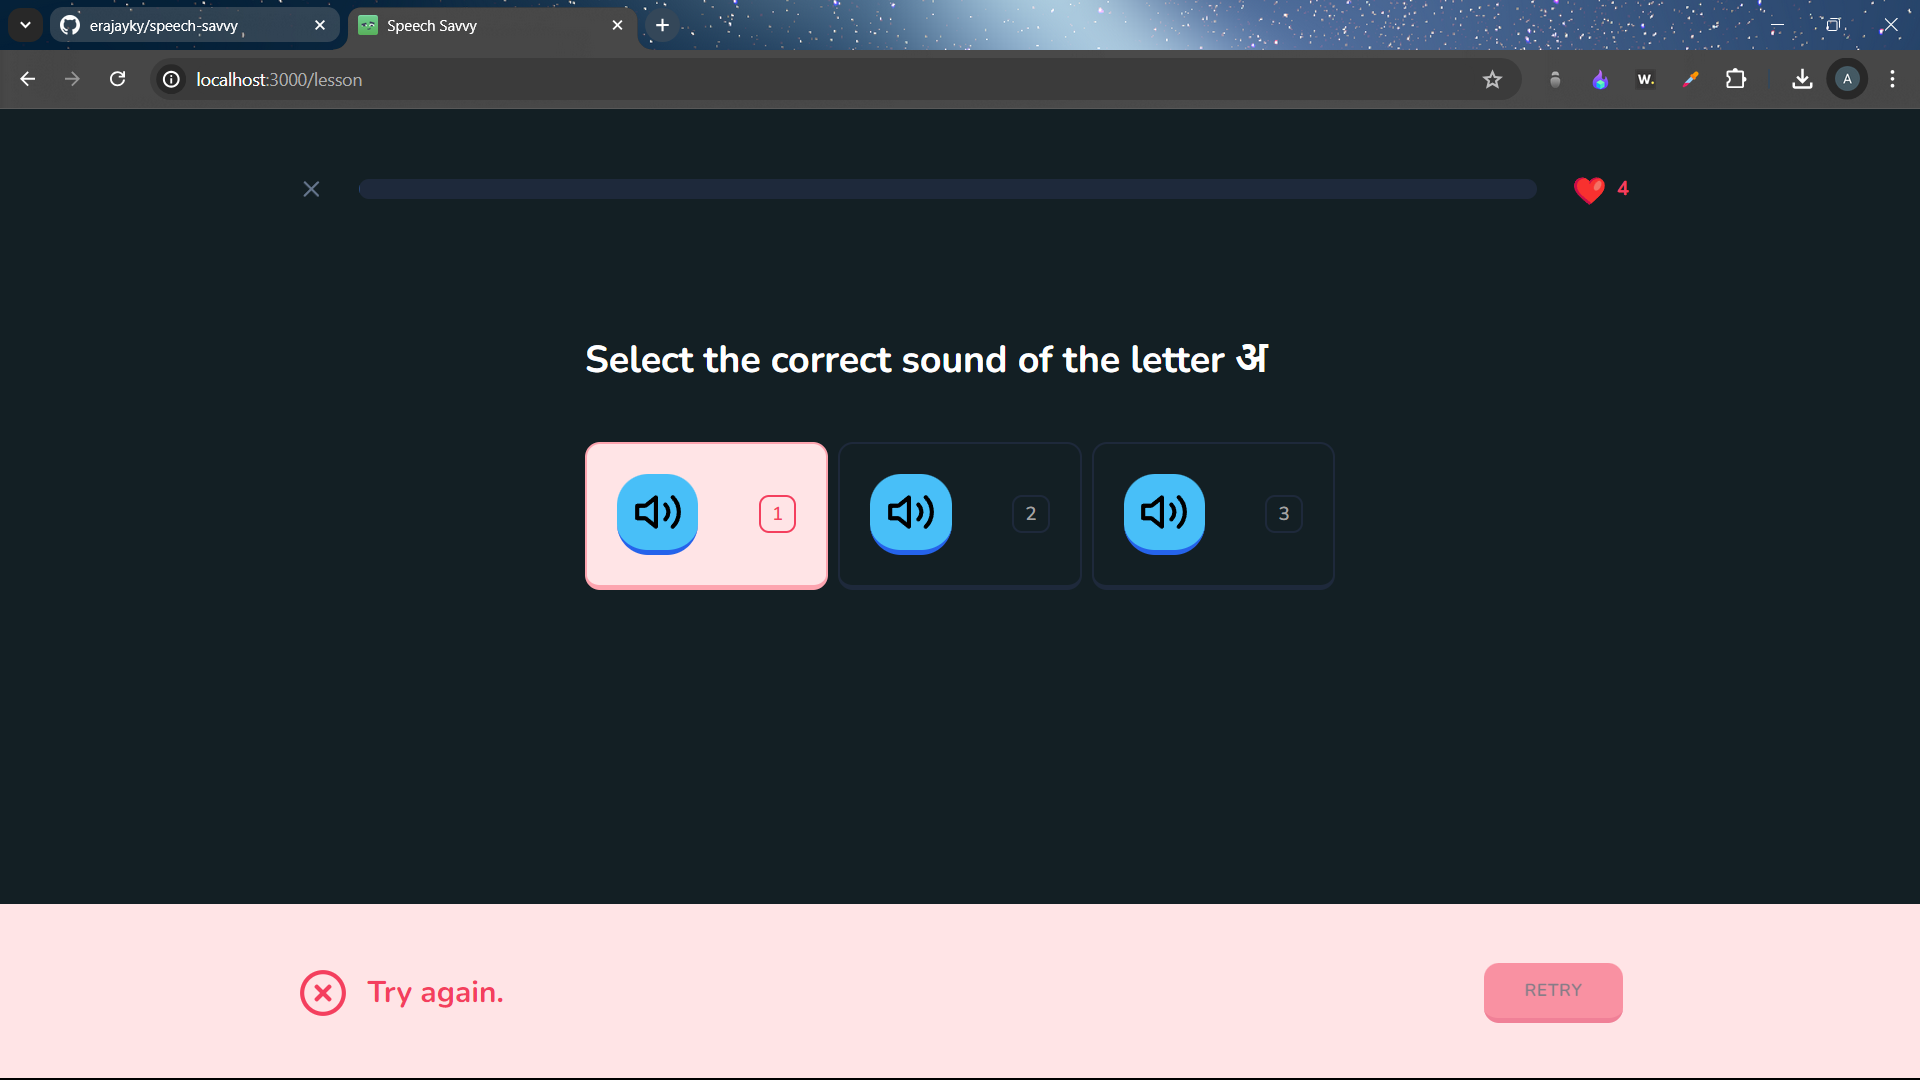 erajayky/speech-savvy
Speech Savvy
localhost:3000/lesson
W.
A
4
Select the correct sound of the letter अ
1
2
3
Try again.
RETRY